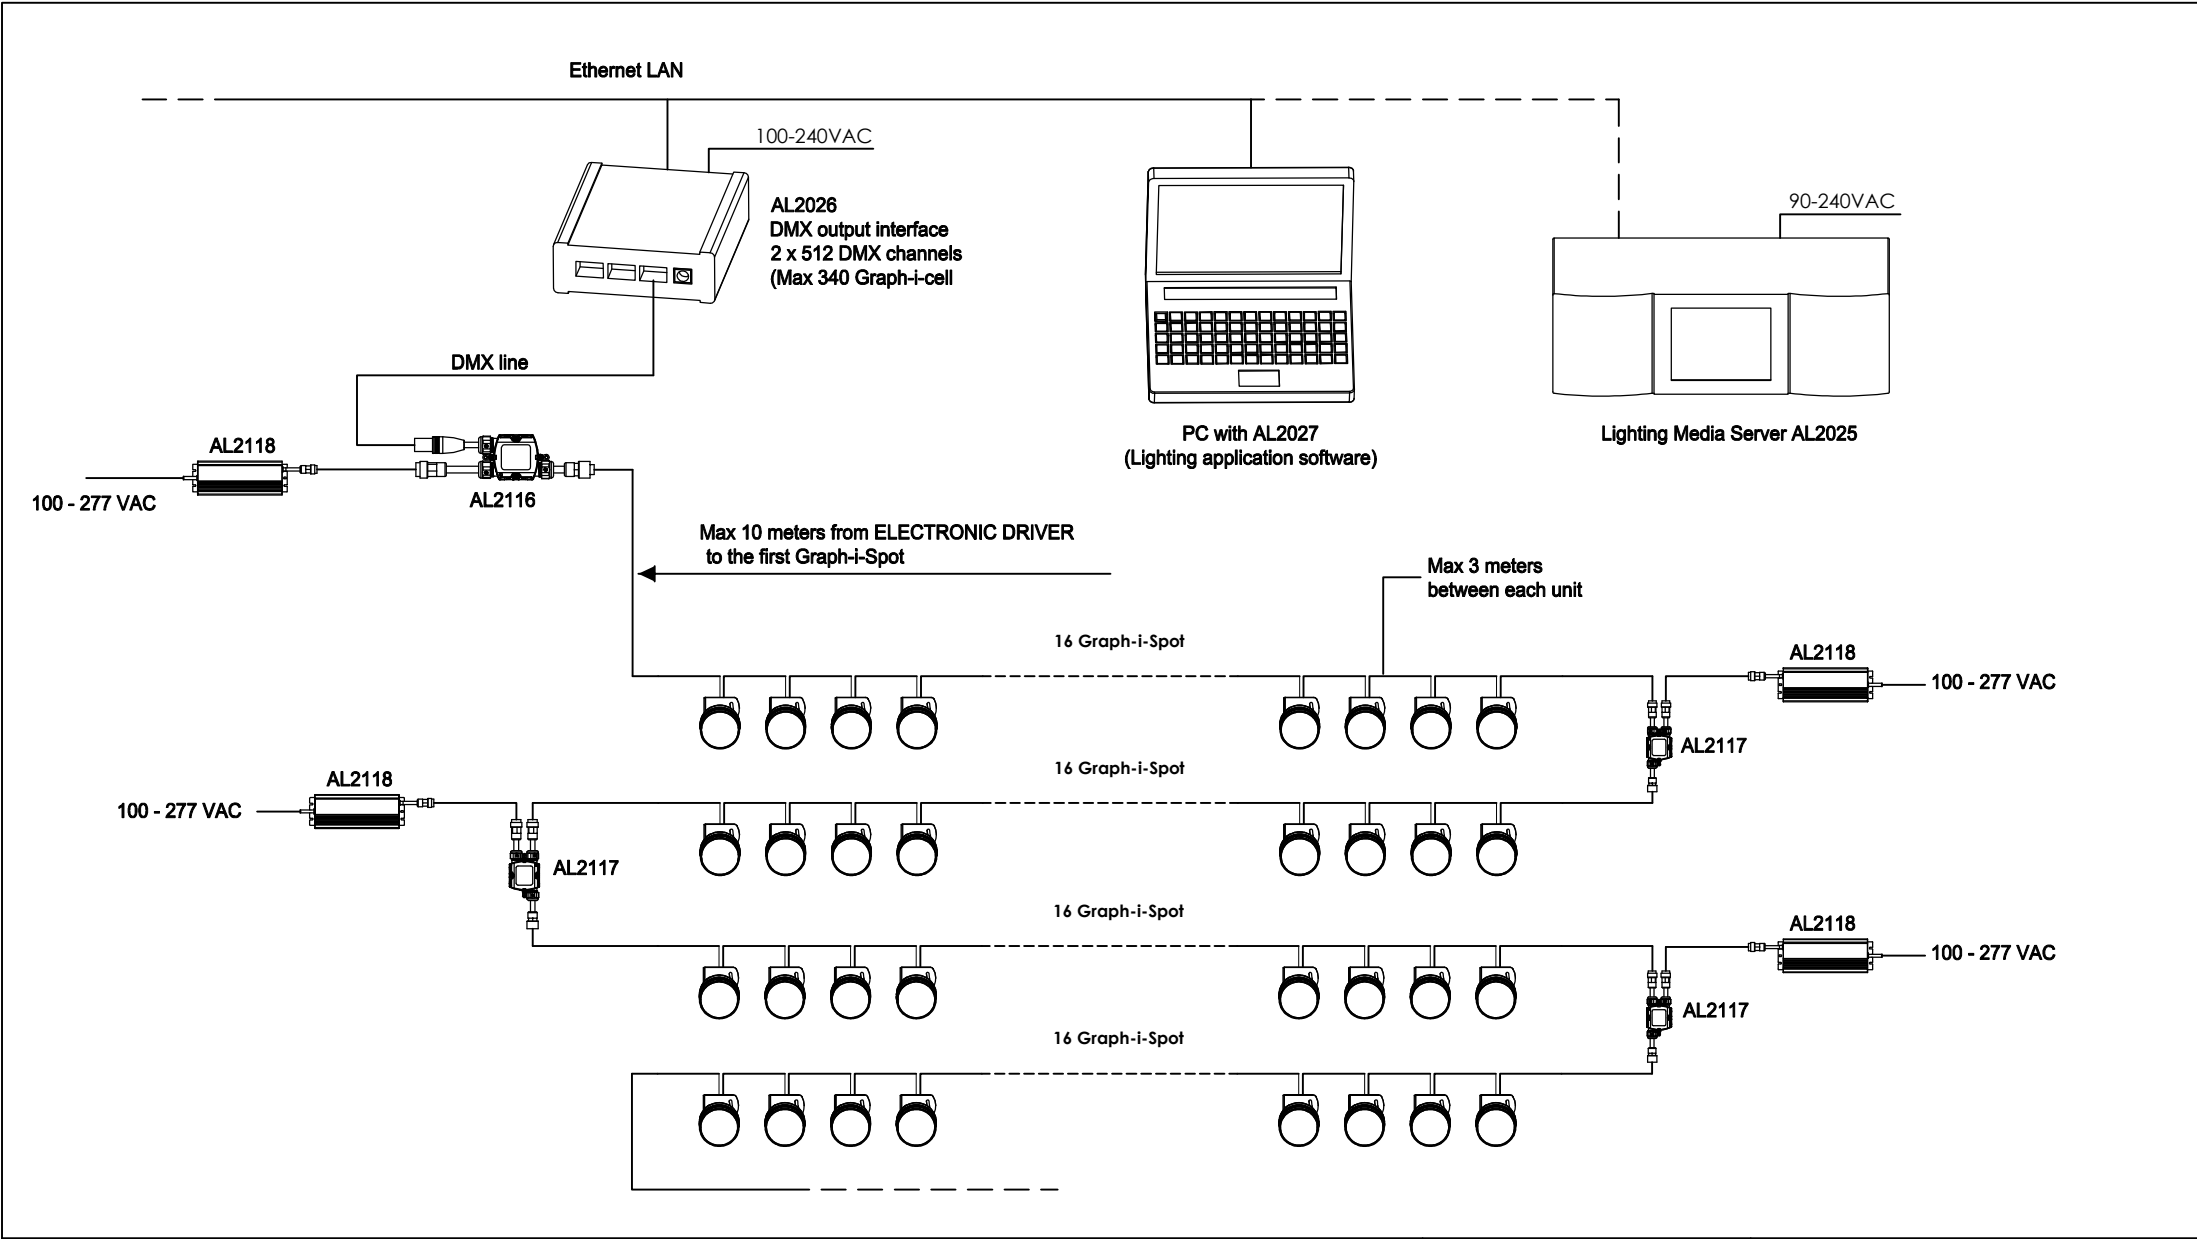 Ethernet LAN
100-240VAC
AL2026
DMX output interface
2 x 512 DMX channels
(Max 340 Graph-i-cell
90-240VAC
DMX line
PC with AL2027
(Lighting application software)
Lighting Media Server AL2025
AL2118
100 - 277 VAC
AL2116
Max 10 meters from ELECTRONIC DRIVER
to the first Graph-i-Spot
Max 3 meters
between each unit
16 Graph-i-Spot
AL2118
100 - 277 VAC
AL2117
16 Graph-i-Spot
AL2118
100 - 277 VAC
AL2117
16 Graph-i-Spot
AL2118
100 - 277 VAC
AL2117
16 Graph-i-Spot